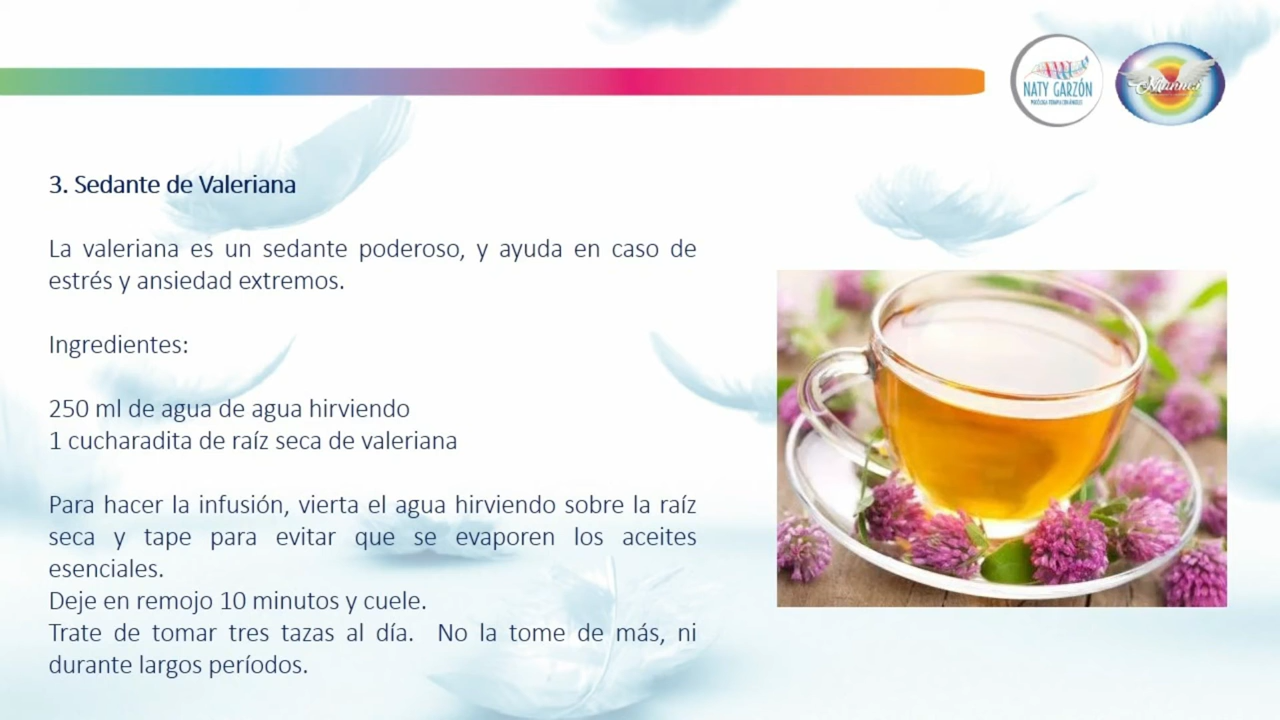 NATY GARZÓN
3. Sedante de Valeriana
La valeriana es un sedante poderoso, y ayuda en caso de
estrés y ansiedad extremos.
Ingredientes:
250 ml de agua de agua hirviendo
1 cucharadita de raíz seca de valeriana
Para hacer la infusión, vierta el agua hirviendo sobre la raíz
seca y tape para evitar que se evaporen los aceites
esenciales.
Deje en remojo 10 minutos y cuele.
Trate de tomar tres tazas al día. No la tome de más, ni
durante largos períodos.